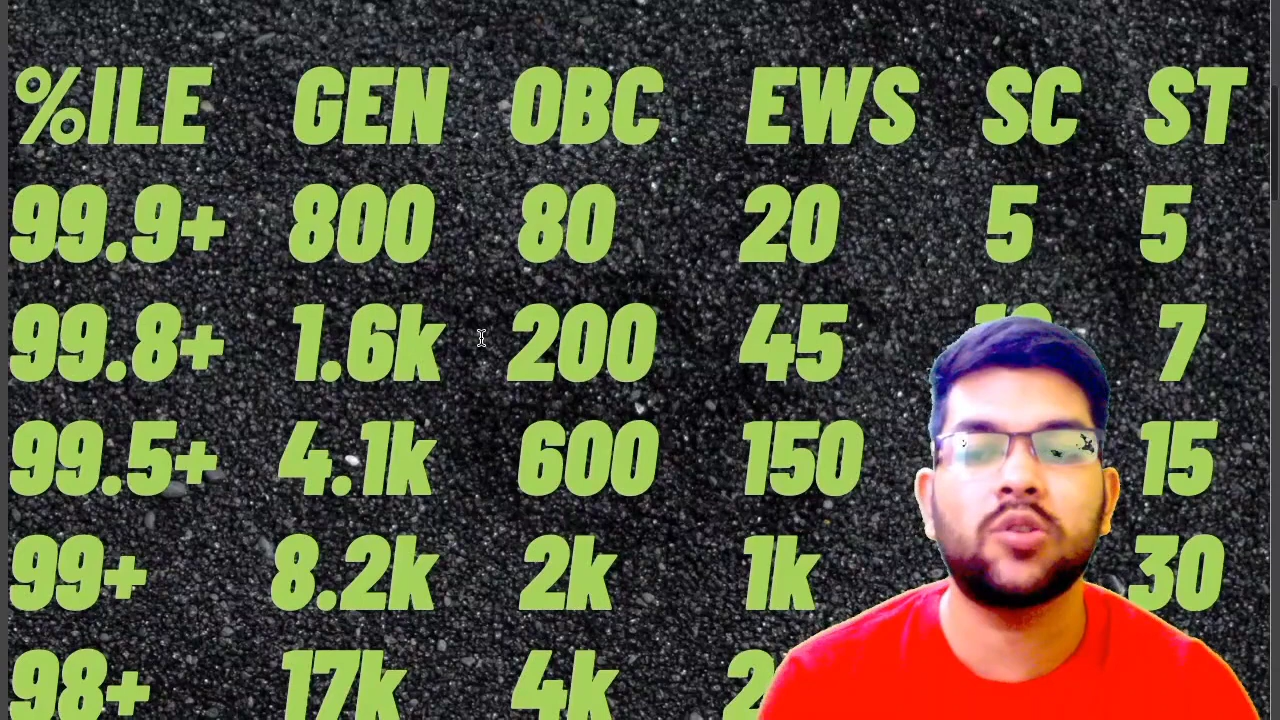 %ILE GEN OBC EWS SC ST
99.9+ 800 80 20 5 5
99.8+ 1.6k 200 45 7
99.5+ 4.1k 600 150 15
99+ 8.2k 2k 1k 30
98+ 17k 4k